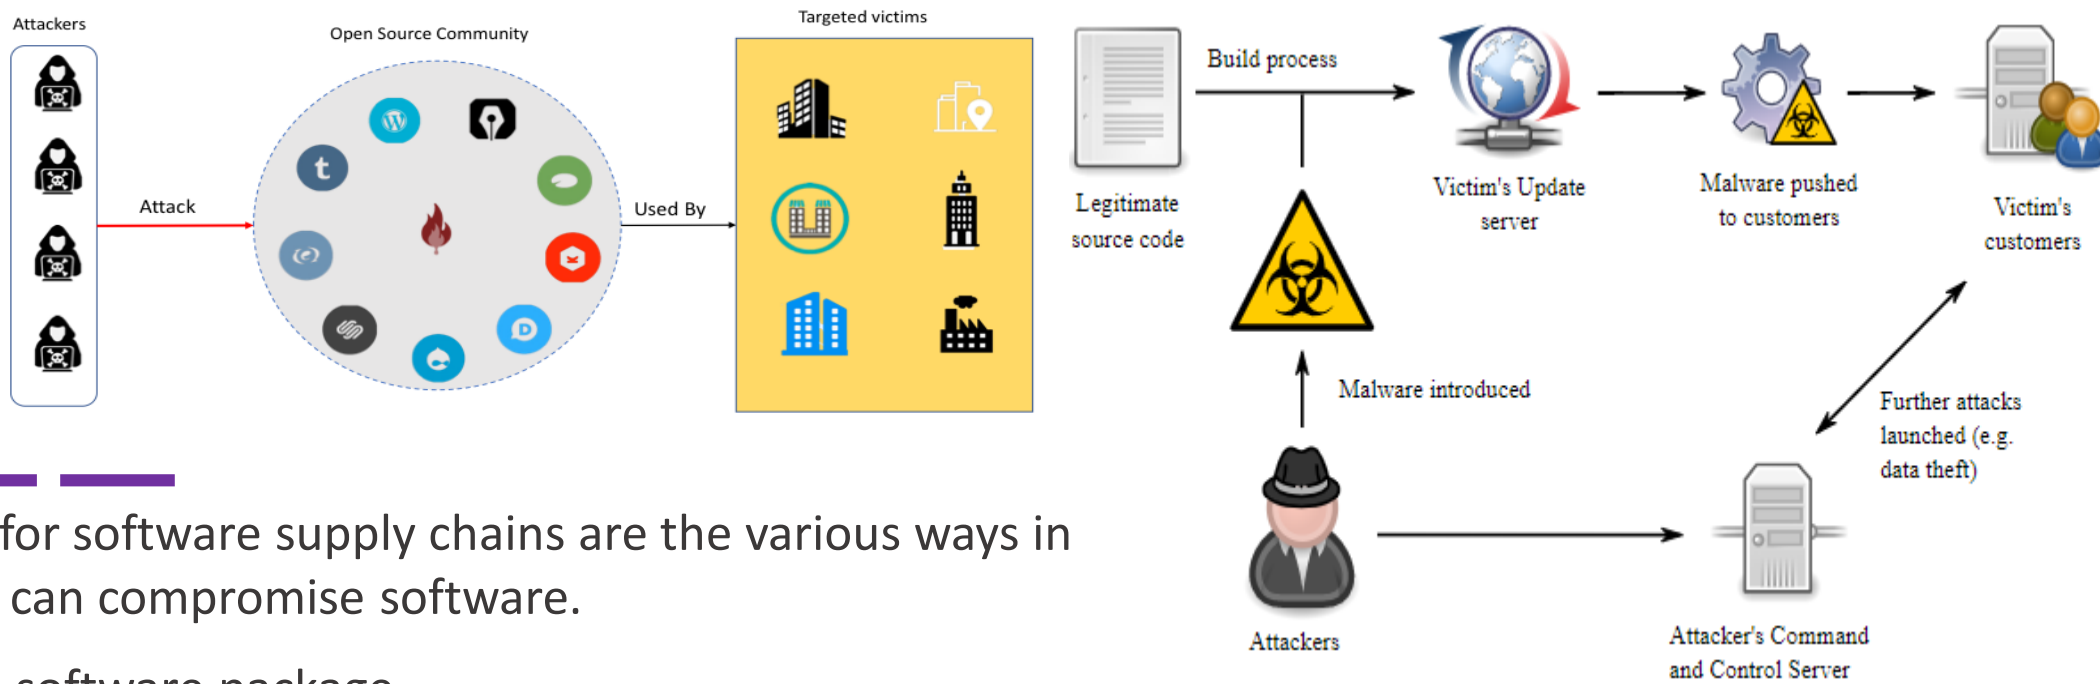 Attackers
Open Source Community
Targeted victims
Attack
Used By
Build process
Legitimate
source code
Victim's Update
server
Malware pushed
to customers
Victim's
customers
Malware introduced
Further attacks
launched (e.g.
data theft)
Attackers
Attacker's Command
and Control Server
for software supply chains are the various ways in
can compromise software.
software package